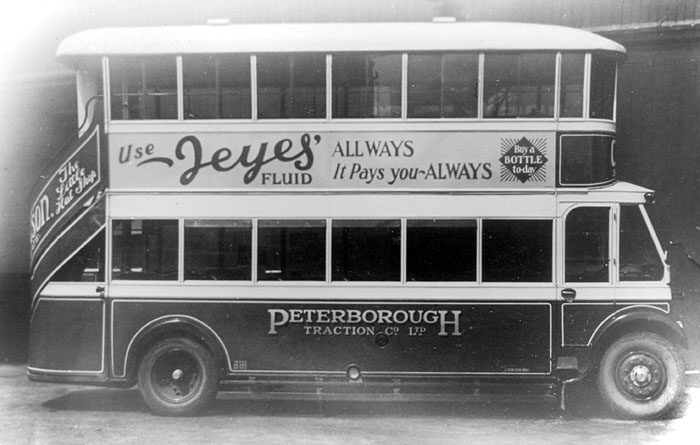 Use Jeyes' FLUID
ALLWAYS
It Pays you~ALWAYS
Buy a
BOTTLE
to-day
The
Little
Hat Shop
SON.
PETERBOROUGH
TRACTION Cº LTD